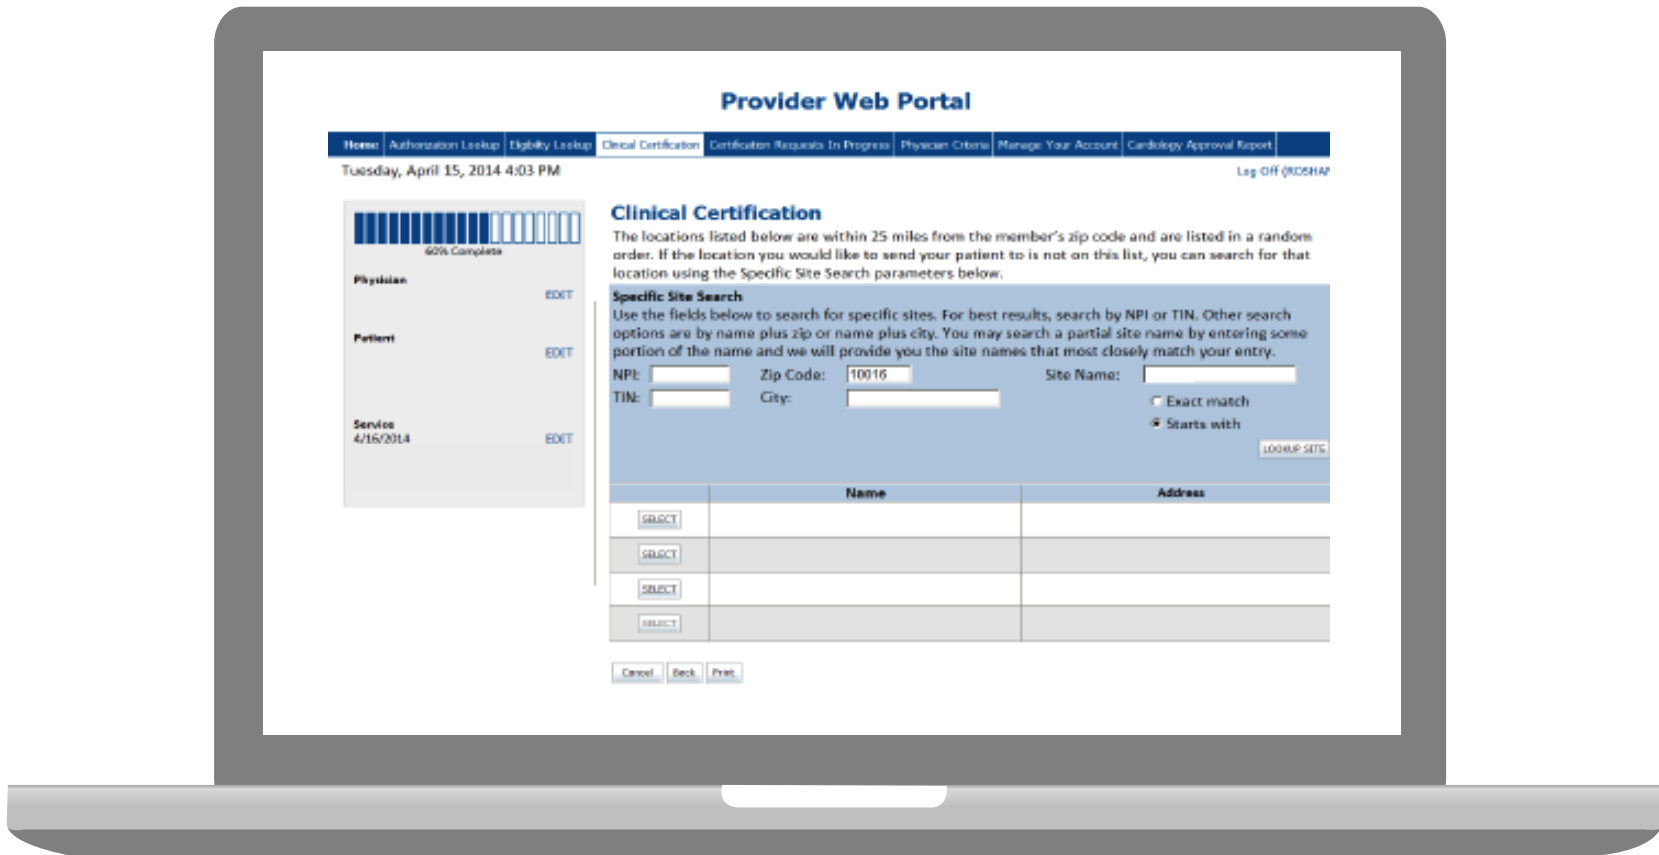 Provider Web Portal
Home Authorization Lookup Eligibility Lookup Clinical Certification Certification Requests In Progress Physician Criteria Manage Your Account Cardiology Approval Report
Tuesday, April 15, 2014 4:03 PM
Log Off (ROSHAN
60% Complete
Physician
EDIT
Patient
EDIT
Service
4/16/2014
EDIT
Clinical Certification
The locations listed below are within 25 miles from the member's zip code and are listed in a random
order. If the location you would like to send your patient to is not on this list, you can search for that
location using the Specific Site Search parameters below.
Specific Site Search
Use the fields below to search for specific sites. For best results, search by NPI or TIN. Other search
options are by name plus zip or name plus city. You may search a partial site name by entering some
portion of the name and we will provide you the site names that most closely match your entry.
NPI: Zip Code: 10016 Site Name:
TIN: City:
Exact match
Starts with
LOOKUP SITE
Name Address
SELECT
SELECT
SELECT
SELECT
Cancel Back Print